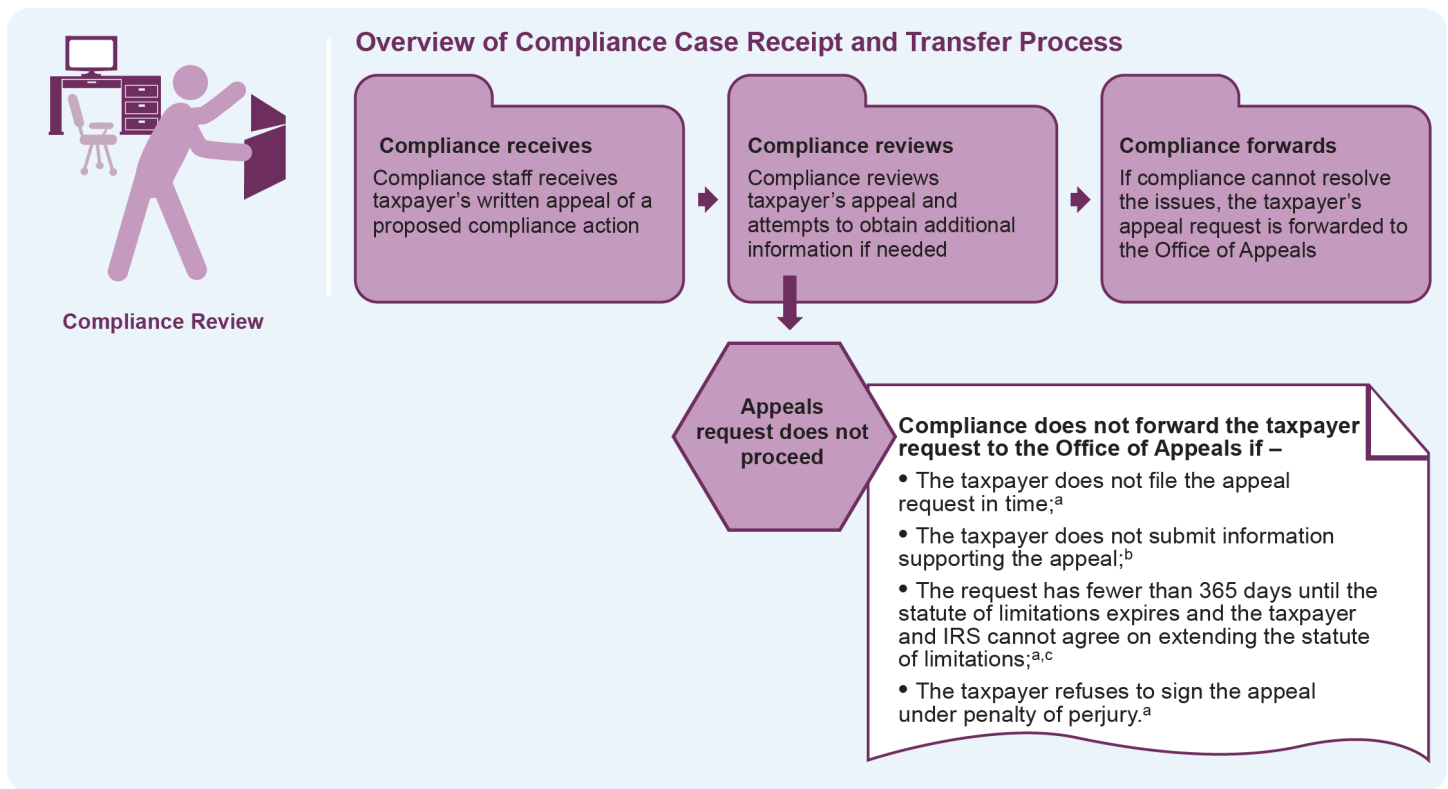 Overview of Compliance Case Receipt and Transfer Process
Compliance Review
Compliance receives
Compliance staff receives
taxpayer’s written appeal of a
proposed compliance action
Compliance reviews
Compliance reviews
taxpayer’s appeal and
attempts to obtain additional
information if needed
Compliance forwards
If compliance cannot resolve
the issues, the taxpayer’s
appeal request is forwarded to
the Office of Appeals
Appeals
request does not
proceed
Compliance does not forward the taxpayer
request to the Office of Appeals if –
• The taxpayer does not file the appeal
request in time;ᵃ
• The taxpayer does not submit information
supporting the appeal;ᵇ
• The request has fewer than 365 days until the
statute of limitations expires and the taxpayer
and IRS cannot agree on extending the statute
of limitations;ᵃ,ᶜ
• The taxpayer refuses to sign the appeal
under penalty of perjury.ᵃ